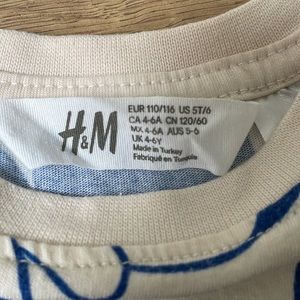 H&M
EUR 110/116 US 5T/6
CA 4-6A CN 120/60
MX 4-6A AUS 5-6
UK 4-6Y
Made in Turkey
Fabriqué en Turquie